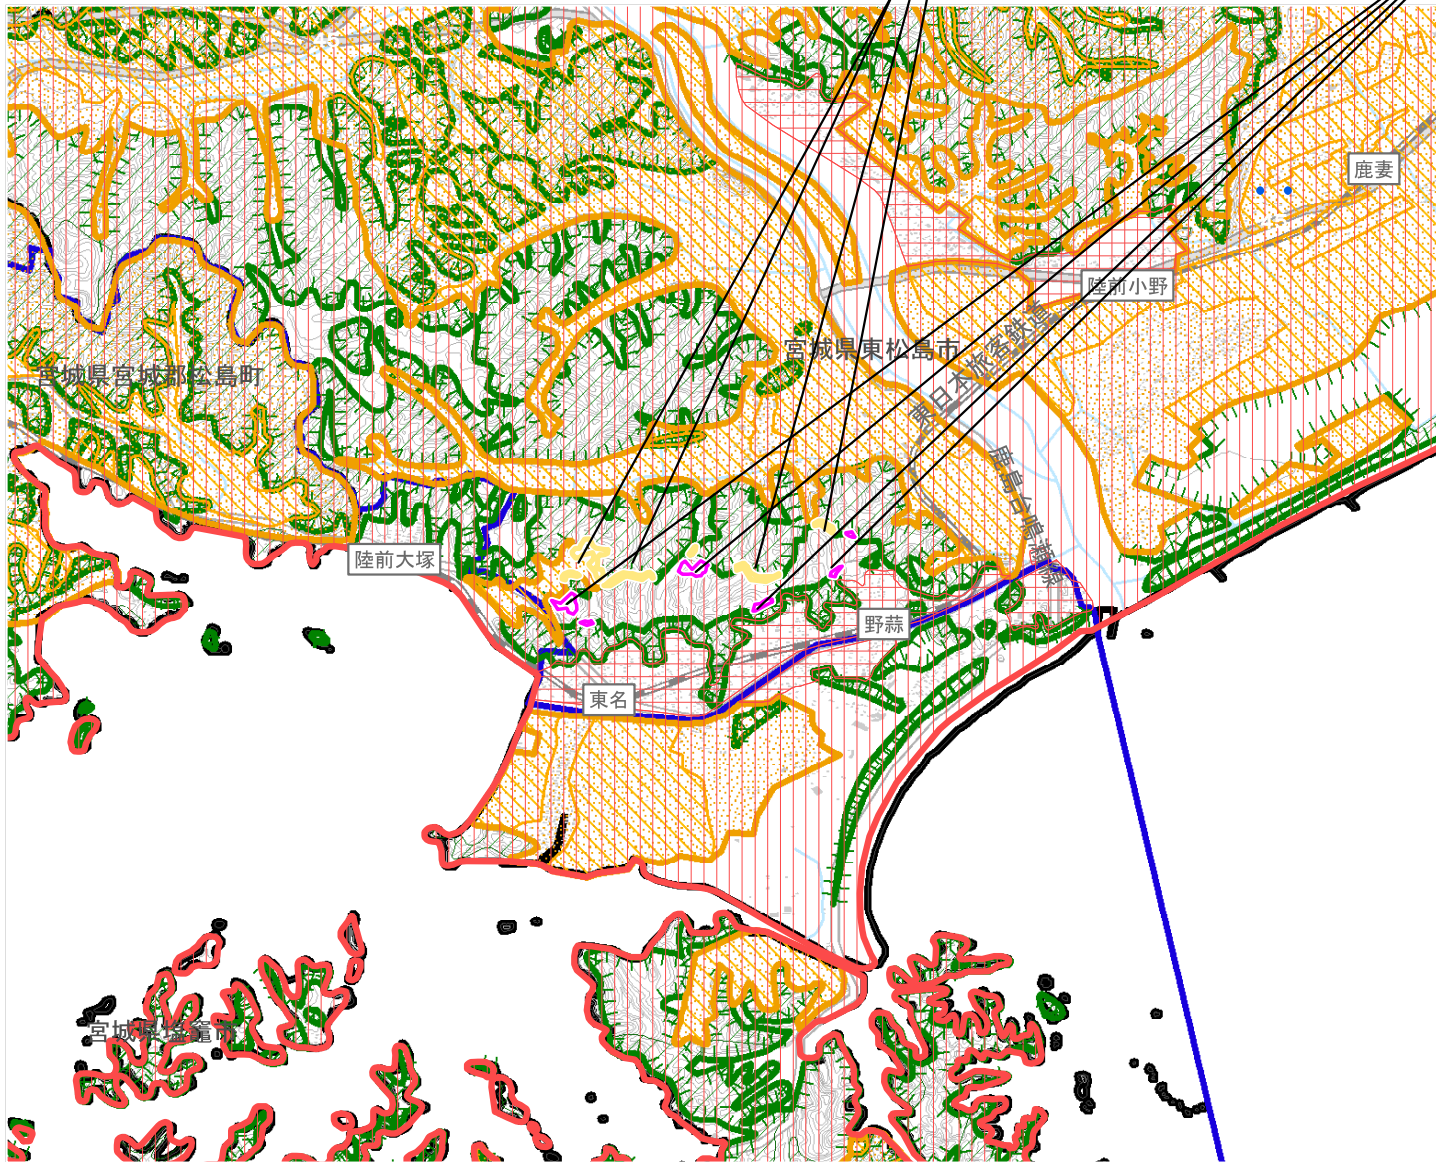 鹿妻
陸前小野
宮城県東松島市
東日本旅客鉄道
宮城県宮城郡松島町
鹿島台鳴瀬線
陸前大塚
野蒜
東名
宮城県塩竈市